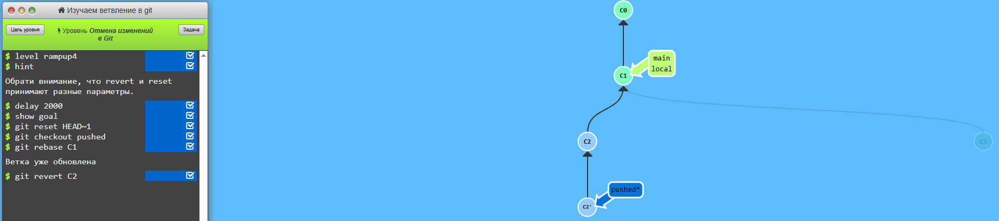 Изучаем ветвление в git
Цель уровня
Уровень Отмена изменений
в Git
Задача
$ level rampup4
$ hint
Обрати внимание, что revert и reset
принимают разные параметры.
$ delay 2000
$ show goal
$ git reset HEAD~1
$ git checkout pushed
$ git rebase C1
Ветка уже обновлена
$ git revert C2
C0
main
local
C1
C2
C3
pushed*
C2'